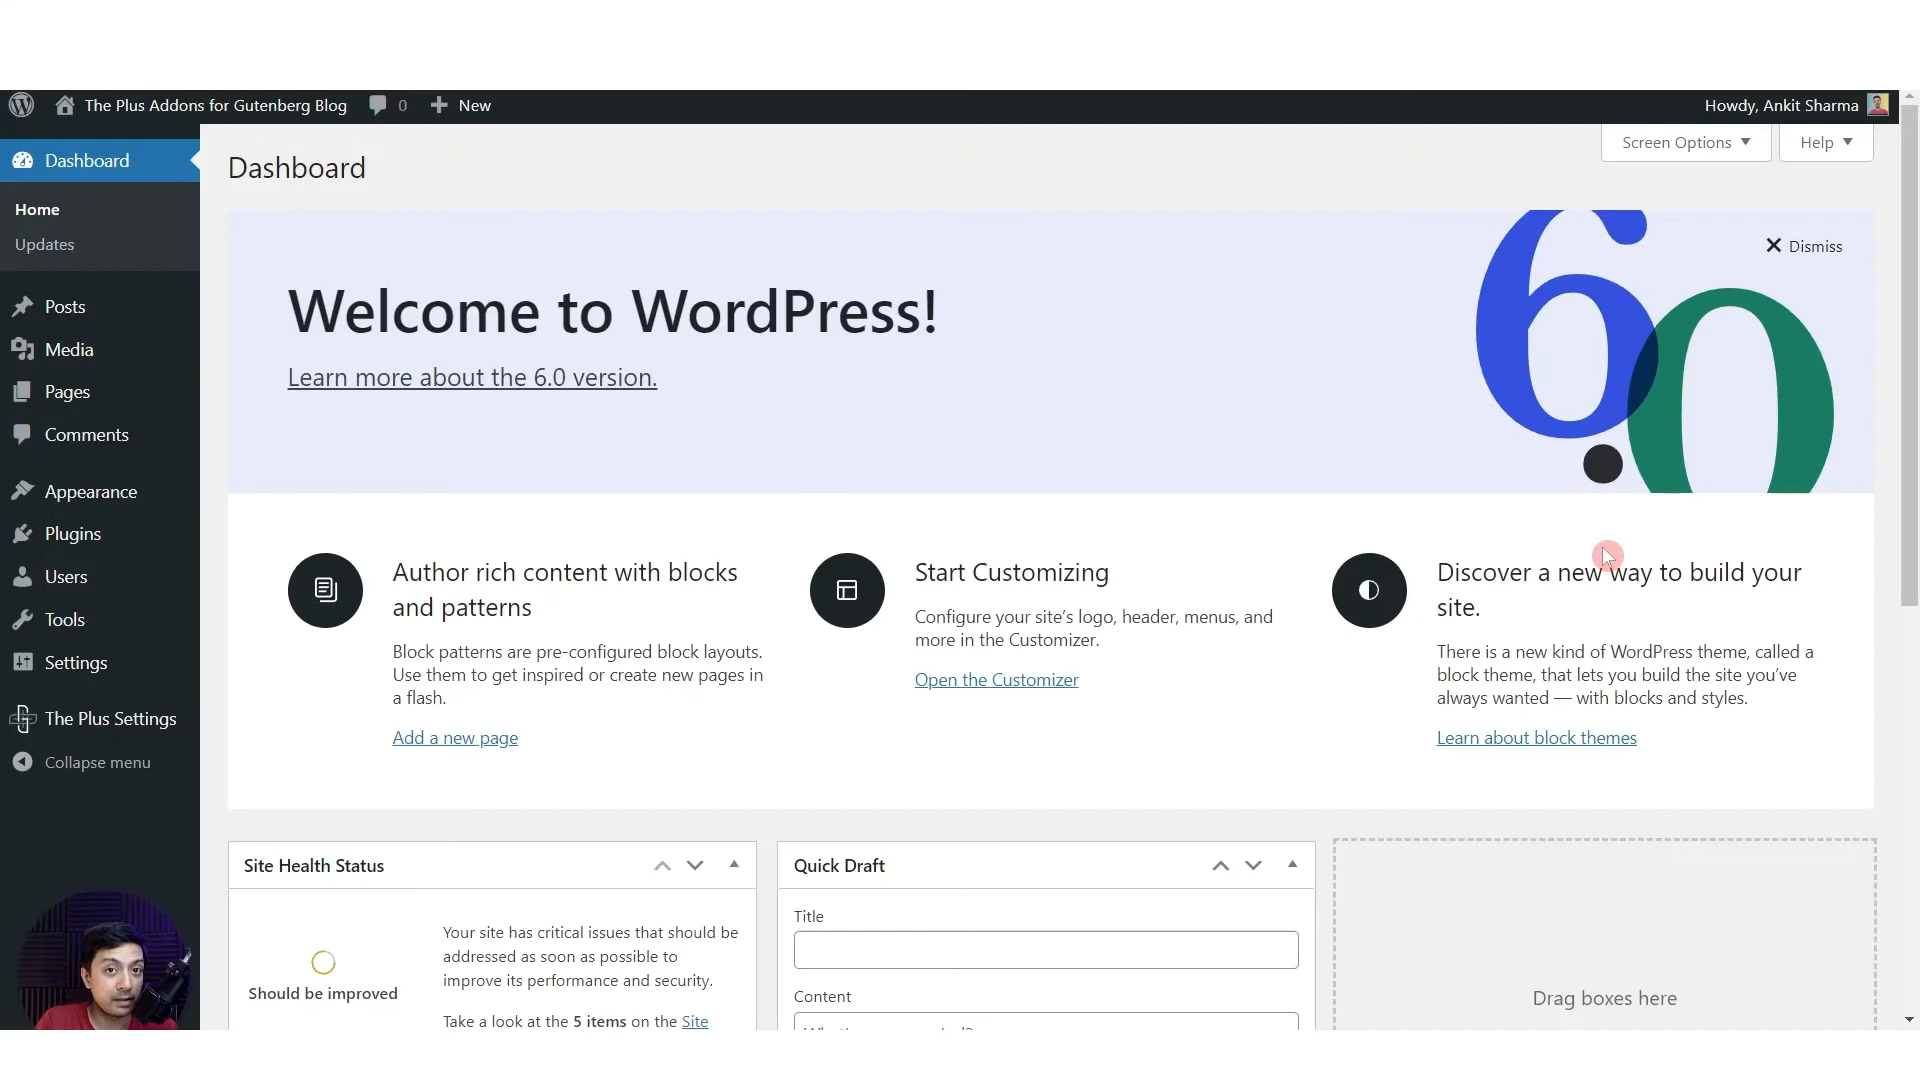 The Plus Addons for Gutenberg Blog 0 New Howdy, Ankit Sharma
Dashboard
Home
Updates
Posts
Media
Pages
Comments
Appearance
Plugins
Users
Tools
Settings
The Plus Settings
Collapse menu
Screen Options Help
Dashboard
Dismiss
Welcome to WordPress!
Learn more about the 6.0 version.
6.0
Author rich content with blocks
and patterns
Block patterns are pre-configured block layouts.
Use them to get inspired or create new pages in
a flash.
Add a new page
Start Customizing
Configure your site’s logo, header, menus, and
more in the Customizer.
Open the Customizer
Discover a new way to build your
site.
There is a new kind of WordPress theme, called a
block theme, that lets you build the site you’ve
always wanted — with blocks and styles.
Learn about block themes
Site Health Status
Should be improved
Your site has critical issues that should be
addressed as soon as possible to
improve its performance and security.
Take a look at the 5 items on the Site
Quick Draft
Title
Content
Drag boxes here